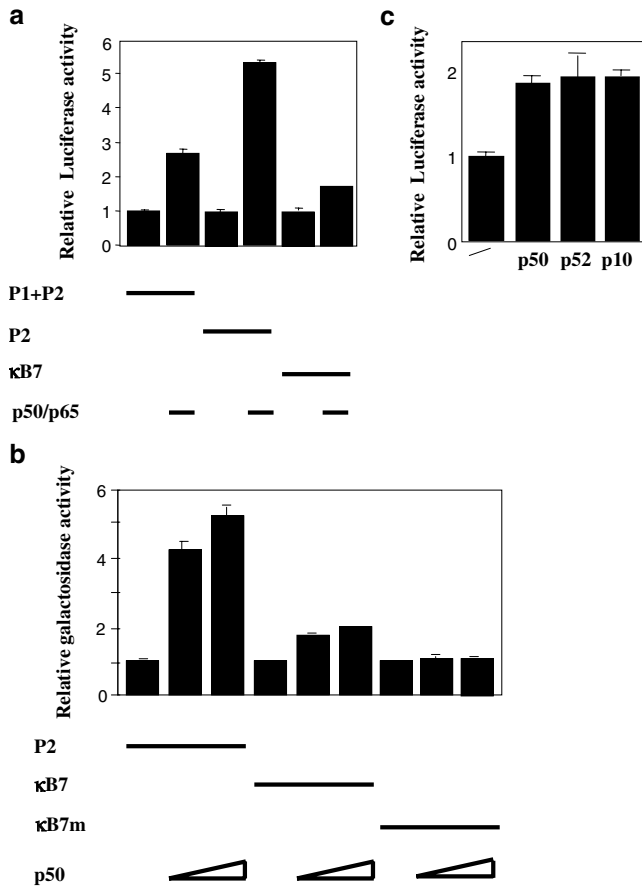 a
Relative Luciferase activity
6
5
4
3
2
1
0
P1+P2
P2
κB7
p50/p65
c
Relative Luciferase activity
2
1
0
p50 p52 p10
b
Relative galactosidase activity
6
4
2
0
P2
κB7
κB7m
p50